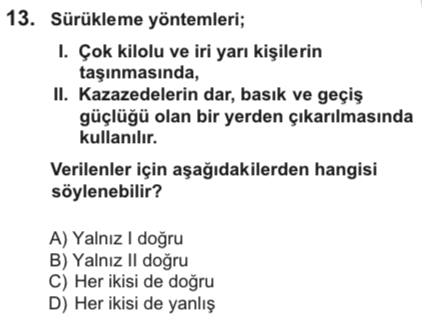 13. Sürükleme yöntemleri;
I. Çok kilolu ve iri yarı kişilerin
taşınmasında,
II. Kazazedelerin dar, basık ve geçiş
güçlüğü olan bir yerden çıkarılmasında
kullanılır.
Verilenler için aşağıdakilerden hangisi
söylenebilir?
A) Yalnız I doğru
B) Yalnız II doğru
C) Her ikisi de doğru
D) Her ikisi de yanlış